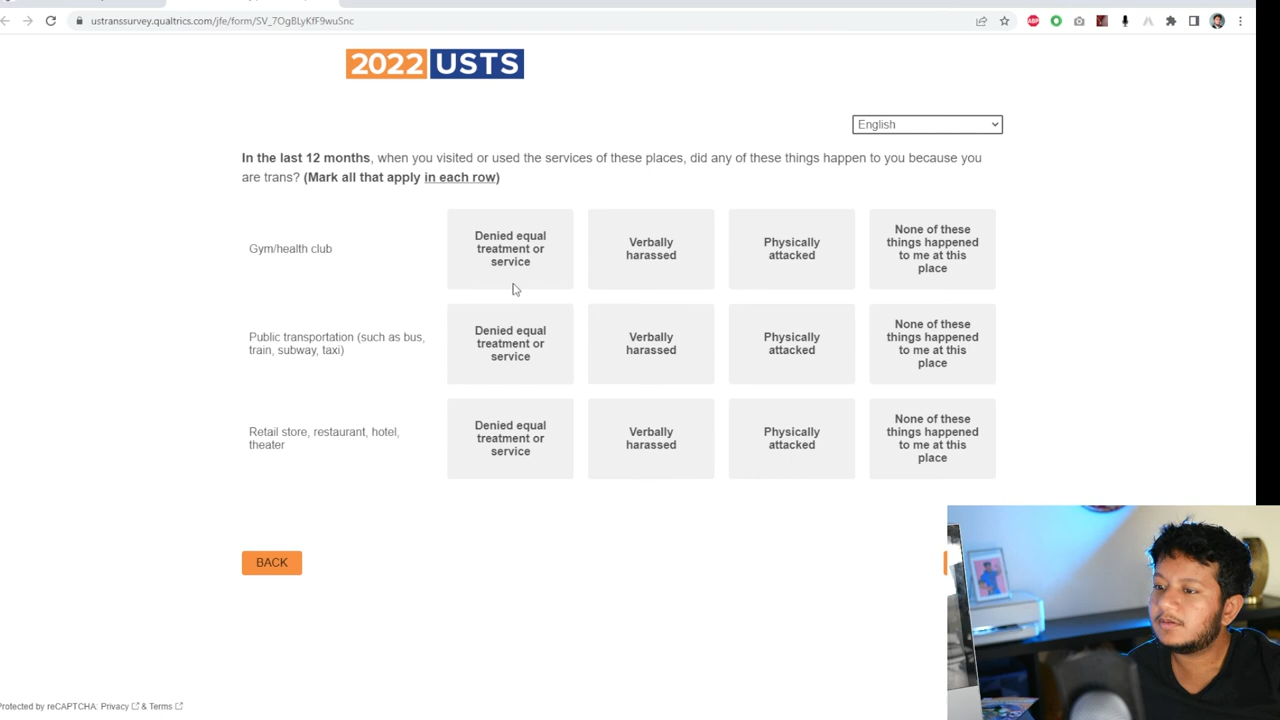 ustranssurvey.qualtrics.com/jfe/form/SV_7OgBLyKfF9wuSnc
ABP
2022 USTS
English
In the last 12 months, when you visited or used the services of these places, did any of these things happen to you because you
are trans? (Mark all that apply in each row)
Gym/health club
Denied equal
treatment or
service
Verbally
harassed
Physically
attacked
None of these
things happened
to me at this
place
Public transportation (such as bus,
train, subway, taxi)
Denied equal
treatment or
service
Verbally
harassed
Physically
attacked
None of these
things happened
to me at this
place
Retail store, restaurant, hotel,
theater
Denied equal
treatment or
service
Verbally
harassed
Physically
attacked
None of these
things happened
to me at this
place
BACK
Protected by reCAPTCHA: Privacy & Terms